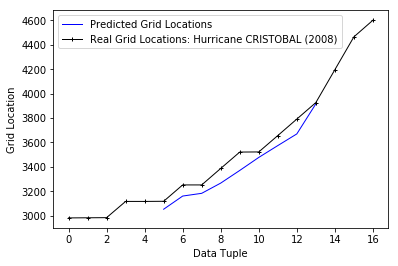 Predicted Grid Locations
Real Grid Locations: Hurricane CRISTOBAL (2008)
4600
4400
4200
4000
3800
3600
3400
3200
3000
Grid Location
0 2 4 6 8 10 12 14 16
Data Tuple